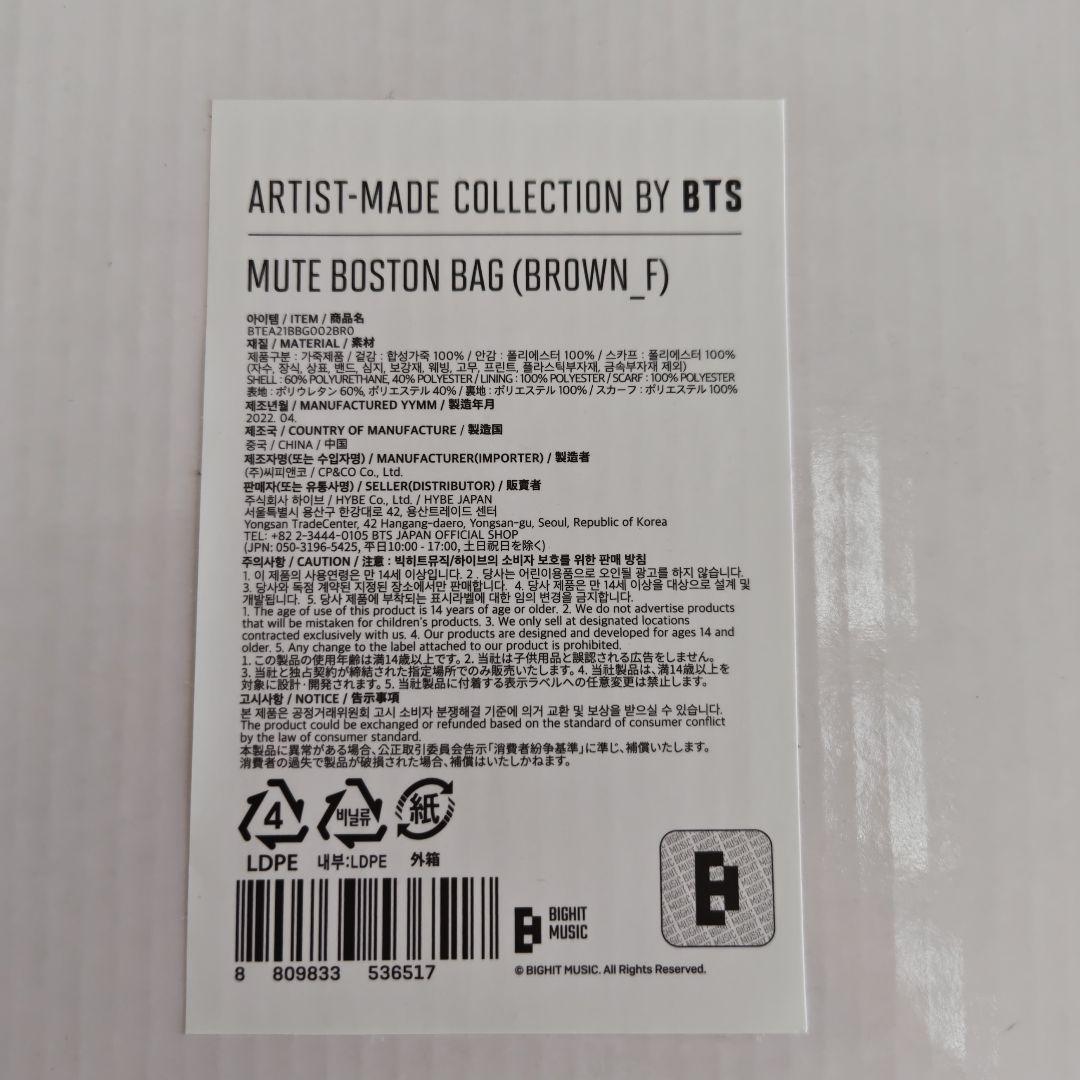 ARTIST-MADE COLLECTION BY BTS
MUTE BOSTON BAG (BROWN_F)
아이템 / ITEM / 商品名
BTEA21BBG002BR0
재질 / MATERIAL / 素材
제품구분 : 가죽제품 / 겉감 : 합성가죽 100% / 안감 : 폴리에스터 100% / 스카프 : 폴리에스터 100%
(자수, 장식, 상표, 밴드, 심지, 보강재, 웨빙, 고무, 프린트, 플라스틱부자재, 금속부자재 제외)
SHELL : 60% POLYURETHANE, 40% POLYESTER / LINING : 100% POLYESTER / SCARF : 100% POLYESTER
表地 : ポリウレタン 60%, ポリエステル 40% / 裏地 : ポリエステル 100% / スカーフ : ポリエステル 100%
제조년월 / MANUFACTURED YYMM / 製造年月
2022. 04.
제조국 / COUNTRY OF MANUFACTURE / 製造国
중국 / CHINA / 中国
제조자명(또는 수입자명) / MANUFACTURER(IMPORTER) / 製造者
(주)씨피앤코 / CP&CO Co., Ltd.
판매자(또는 유통사명) / SELLER(DISTRIBUTOR) / 販賣者
주식회사 하이브 / HYBE Co., Ltd. / HYBE JAPAN
서울특별시 용산구 한강대로 42, 용산트레이드 센터
Yongsan TradeCenter, 42 Hangang-daero, Yongsan-gu, Seoul, Republic of Korea
TEL: +82 2-3444-0105 BTS JAPAN OFFICIAL SHOP
(JPN: 050-3196-5425, 平日10:00 - 17:00, 土日祝日を除く)
주의사항 / CAUTION / 注意 : 빅히트뮤직/하이브의 소비자 보호를 위한 판매 방침
1. 이 제품의 사용연령은 만 14세 이상입니다. 2 . 당사는 어린이용품으로 오인될 광고를 하지 않습니다.
3. 당사와 독점 계약된 지정된 장소에서만 판매합니다. 4. 당사 제품은 만 14세 이상을 대상으로 설계 및
개발됩니다. 5. 당사 제품에 부착되는 표시라벨에 대한 임의 변경을 금지합니다.
1. The age of use of this product is 14 years of age or older. 2. We do not advertise products
that will be mistaken for children's products. 3. We only sell at designated locations
contracted exclusively with us. 4. Our products are designed and developed for ages 14 and
older. 5. Any change to the label attached to our product is prohibited.
1. この製品の使用年齢は満14歳以上です。2. 当社は子供用品と誤認される広告をしません。
3. 当社と独占契約が締結された指定場所でのみ販売いたします。4. 当社製品は、満14歳以上を
対象に設計・開発されます。5. 当社製品に付着する表示ラベルへの任意変更は禁止します。
고시사항 / NOTICE / 告示事項
본 제품은 공정거래위원회 고시 소비자 분쟁해결 기준에 의거 교환 및 보상을 받으실 수 있습니다.
The product could be exchanged or refunded based on the standard of consumer conflict
by the law of consumer standard.
本製品に異常がある場合、公正取引委員会告示「消費者紛争基準」に準じ、補償いたします。
消費者の過失で製品が破損された場合、補償はいたしかねます。
4 비닐류 紙
LDPE 내부:LDPE 外箱
8 809833 536517
BIGHIT
MUSIC
© BIGHIT MUSIC. All Rights Reserved.
BIGHIT MUSIC